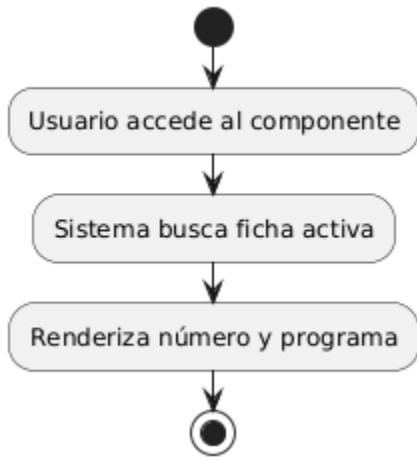 Usuario accede al componente
Sistema busca ficha activa
Renderiza número y programa